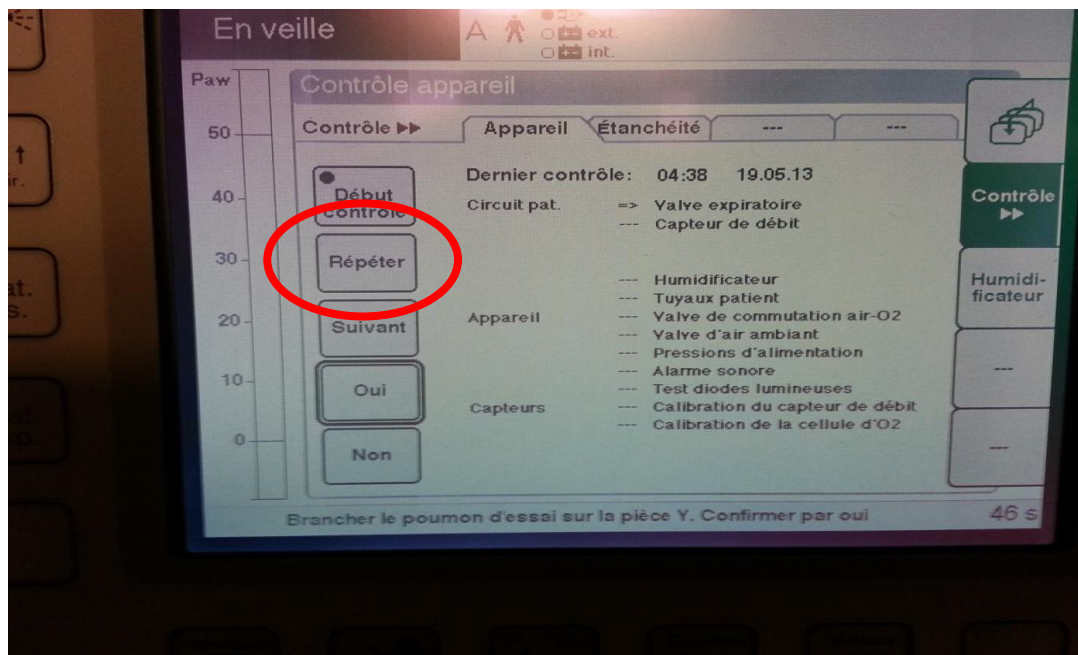 En veille
A
ext.
int.
Paw
Contrôle appareil
Contrôle ▶▶
Appareil
Étanchéité
---
---
50
40
30
20
10
0
Début
contrôle
Répéter
Suivant
Oui
Non
Dernier contrôle: 04:38 19.05.13
Circuit pat. => Valve expiratoire
--- Capteur de débit
--- Humidificateur
--- Tuyaux patient
Appareil --- Valve de commutation air-O2
--- Valve d'air ambiant
--- Pressions d'alimentation
--- Alarme sonore
--- Test diodes lumineuses
Capteurs --- Calibration du capteur de débit
--- Calibration de la cellule d'O2
Contrôle
▶▶
Humidi-
ficateur
---
---
Brancher le poumon d'essai sur la pièce Y. Confirmer par oui
46 s